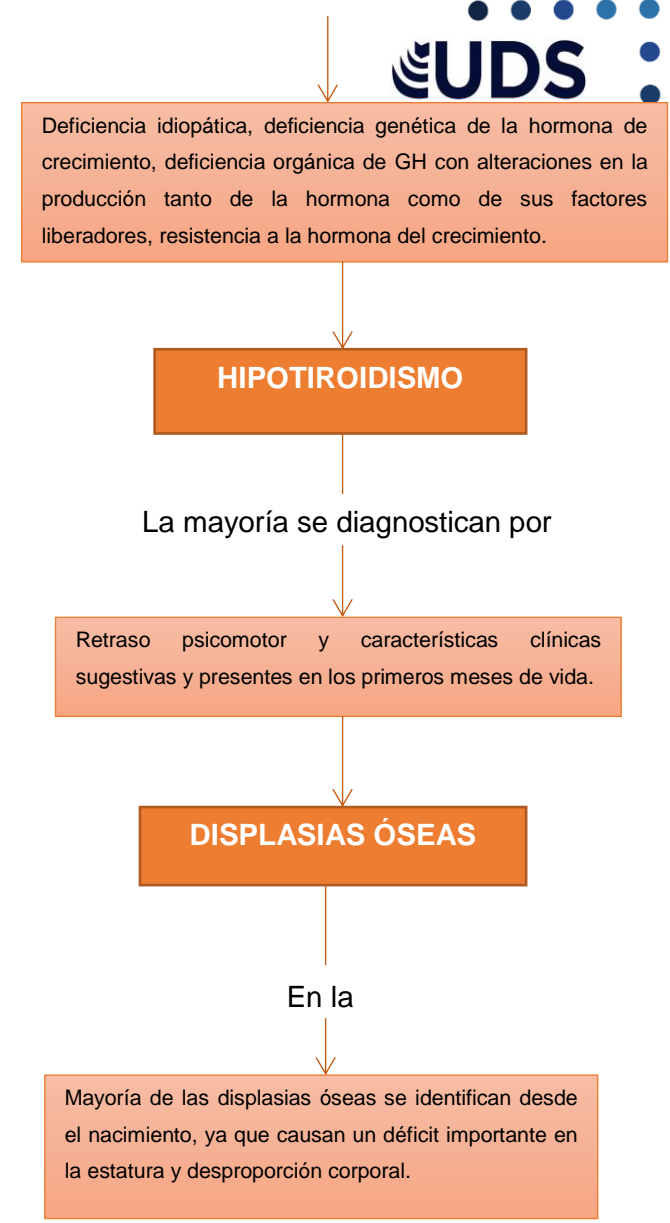 UDS
Deficiencia idiopática, deficiencia genética de la hormona de
crecimiento, deficiencia orgánica de GH con alteraciones en la
producción tanto de la hormona como de sus factores
liberadores, resistencia a la hormona del crecimiento.
HIPOTIROIDISMO
La mayoría se diagnostican por
Retraso psicomotor y características clínicas
sugestivas y presentes en los primeros meses de vida.
DISPLASIAS ÓSEAS
En la
Mayoría de las displasias óseas se identifican desde
el nacimiento, ya que causan un déficit importante en
la estatura y desproporción corporal.